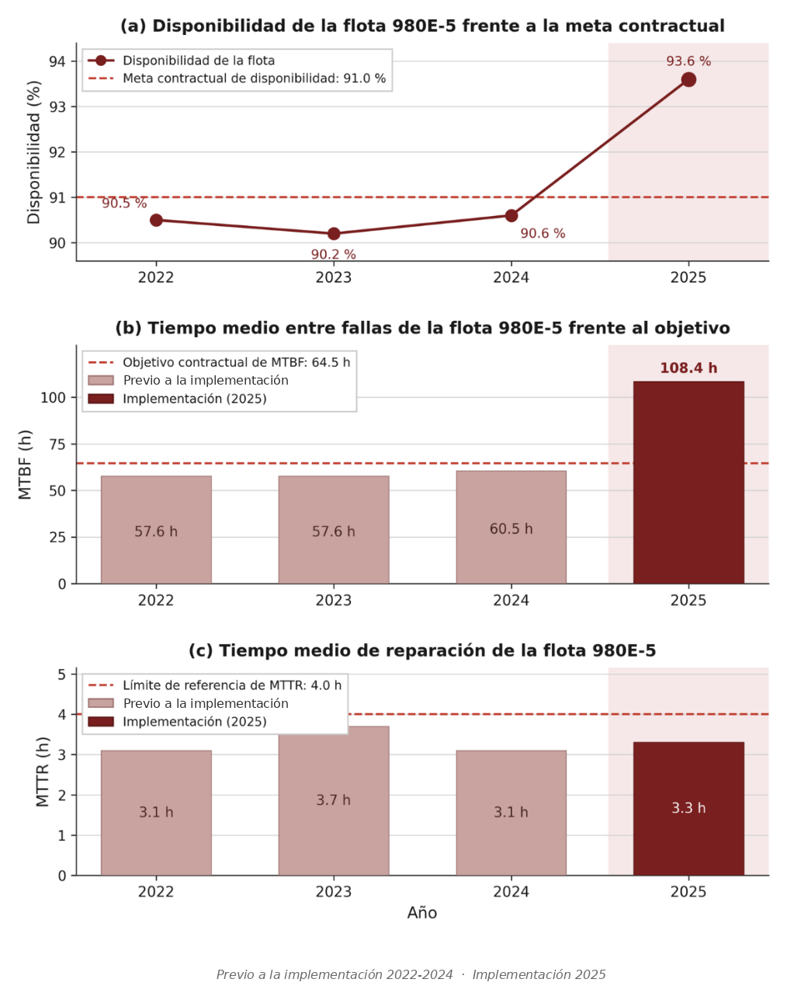 (a) Disponibilidad de la flota 980E-5 frente a la meta contractual
Disponibilidad (%)
94
93
92
91
90
Disponibilidad de la flota
Meta contractual de disponibilidad: 91.0 %
90.5 %
90.2 %
90.6 %
93.6 %
2022 2023 2024 2025
(b) Tiempo medio entre fallas de la flota 980E-5 frente al objetivo
MTBF (h)
100
75
50
25
0
Objetivo contractual de MTBF: 64.5 h
Previo a la implementación
Implementación (2025)
57.6 h
57.6 h
60.5 h
108.4 h
2022 2023 2024 2025
(c) Tiempo medio de reparación de la flota 980E-5
MTTR (h)
5
4
3
2
1
0
Límite de referencia de MTTR: 4.0 h
Previo a la implementación
Implementación (2025)
3.1 h
3.7 h
3.1 h
3.3 h
2022 2023 2024 2025
Año
Previo a la implementación 2022-2024 · Implementación 2025